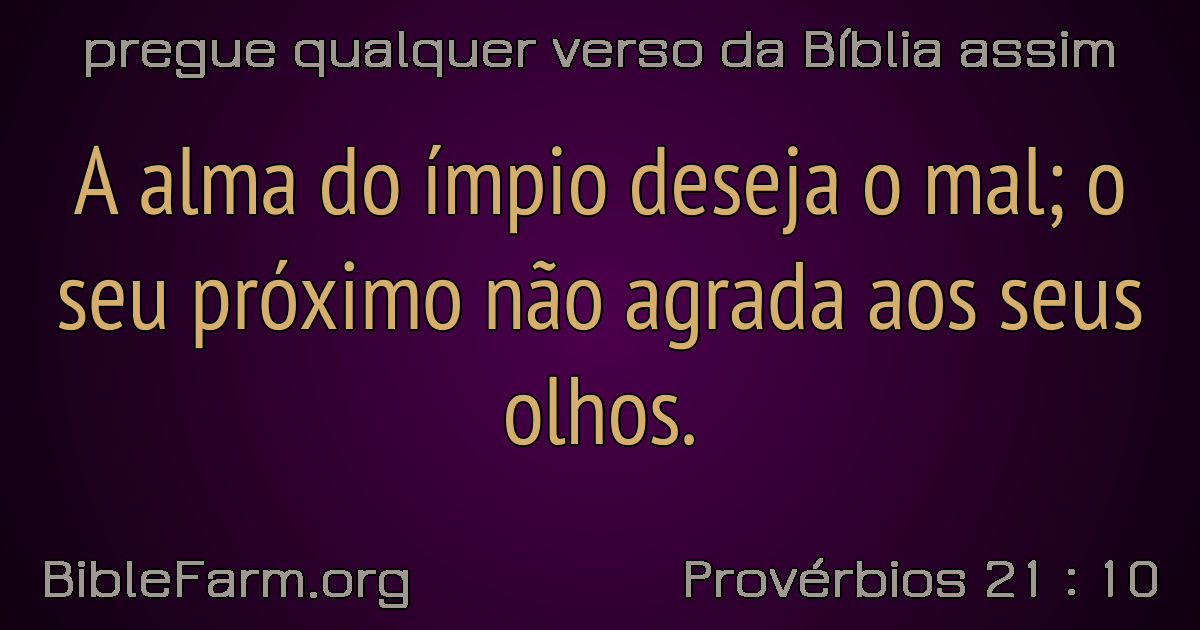 pregue qualquer verso da Bíblia assim
A alma do ímpio deseja o mal; o
seu próximo não agrada aos seus
olhos.
BibleFarm.org
Provérbios 21 : 10